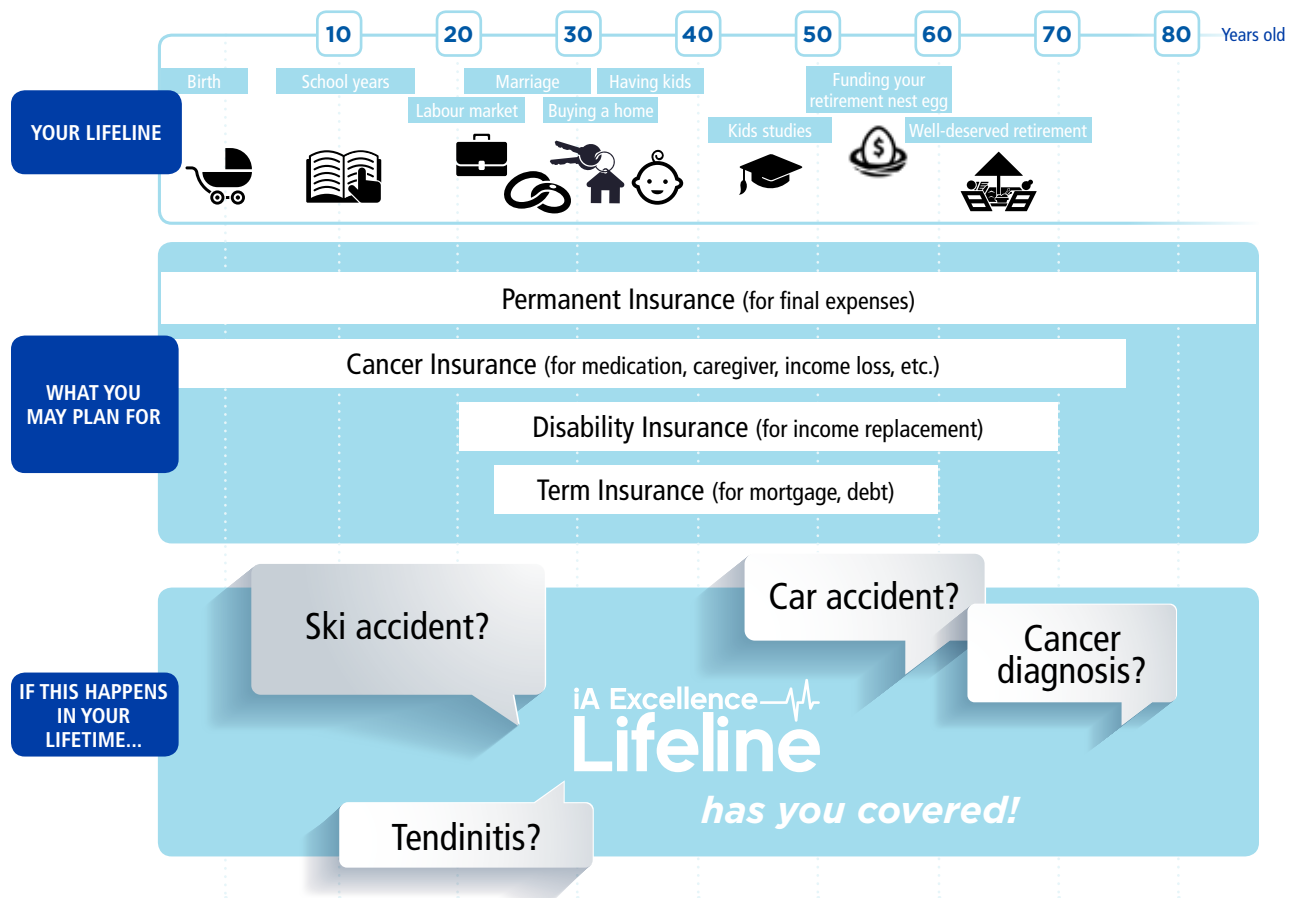 10 20 30 40 50 60 70 80 Years old
Birth
School years
Labour market
Marriage
Buying a home
Having kids
Kids studies
Funding your
retirement nest egg
Well-deserved retirement
$
YOUR LIFELINE
WHAT YOU
MAY PLAN FOR
Permanent Insurance (for final expenses)
Cancer Insurance (for medication, caregiver, income loss, etc.)
Disability Insurance (for income replacement)
Term Insurance (for mortgage, debt)
IF THIS HAPPENS
IN YOUR
LIFETIME...
Ski accident?
Car accident?
Cancer
diagnosis?
iA Excellence
Lifeline
has you covered!
Tendinitis?